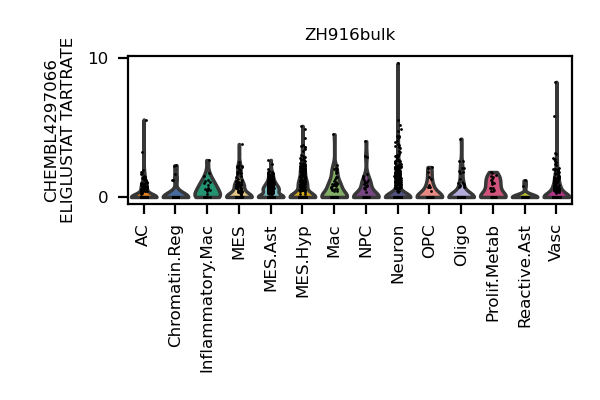 ZH916bulk
CHEMBL4297066
ELIGLUSTAT TARTRATE
10
0
AC
Chromatin.Reg
Inflammatory.Mac
MES
MES.Ast
MES.Hyp
Mac
NPC
Neuron
OPC
Oligo
Prolif.Metab
Reactive.Ast
Vasc